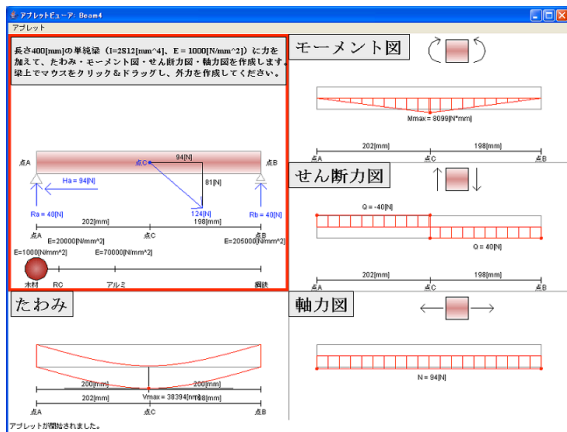 アプレットビューア: Beam4
アプレット
長さ400[mm]の単純梁（I=2812[mm^4]、E = 1000[N/mm^2]）に力を
加えて、たわみ・モーメント図・せん断力図・軸力図を作成します。
梁上でマウスをクリック＆ドラッグし、外力を作成してください。
点A
点C
94[N]
点B
Ha = 94[N]
81[N]
Ra = 40[N]
124[N]
Rb = 40[N]
202[mm]
198[mm]
点A
点C
点B
E=20000[N/mm^2]
E=205000[N/mm^2]
E=1000[N/mm^2]
E=70000[N/mm^2]
木材
RC
アルミ
鋼鉄
たわみ
200[mm]
200[mm]
Vmax = 38394[nm]
202[mm]
198[mm]
点A
点C
点B
モーメント図
Mmax = 8099[N*mm]
202[mm]
198[mm]
点A
点C
点B
せん断力図
Q = -40[N]
Q = 40[N]
202[mm]
198[mm]
点A
点C
点B
軸力図
N = 94[N]
アプレットが開始されました。